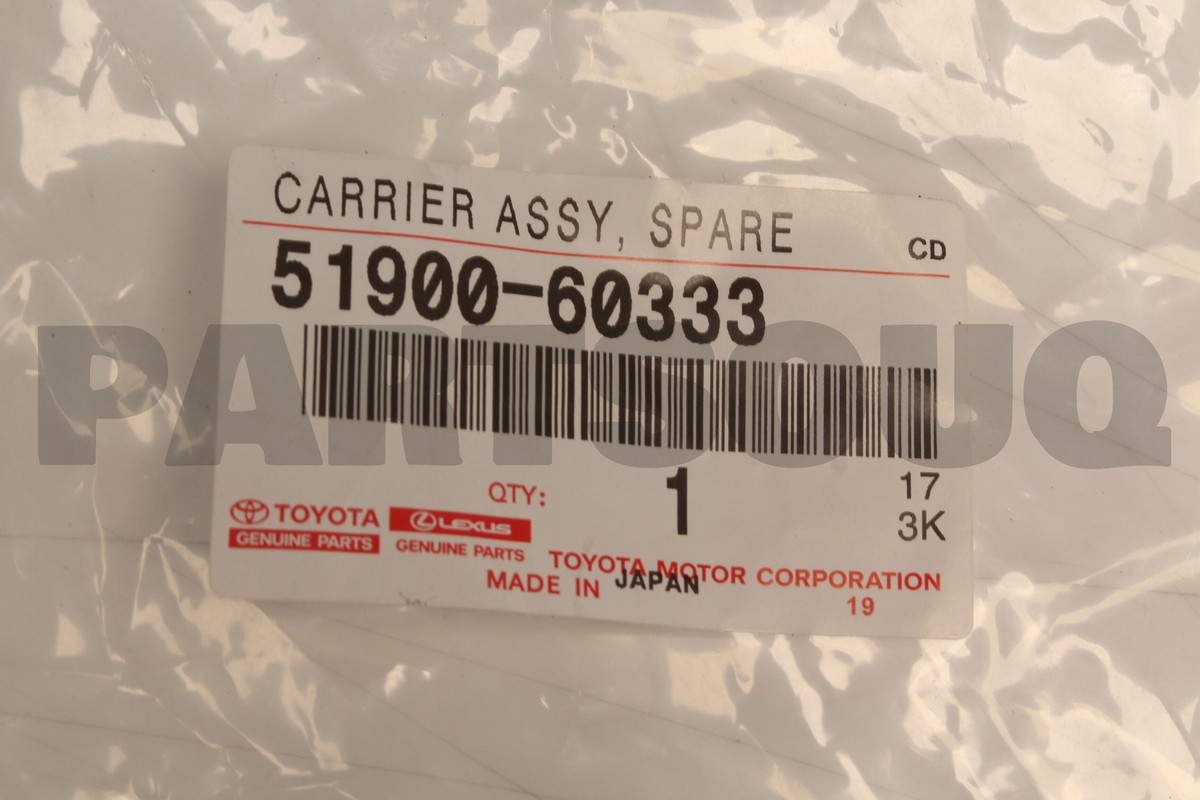 CARRIER ASSY, SPARE
CD
51900-60333
PARTSOUQ
QTY: 1
17
3K
TOYOTA
GENUINE PARTS
LEXUS
GENUINE PARTS
TOYOTA MOTOR CORPORATION
MADE IN JAPAN
19